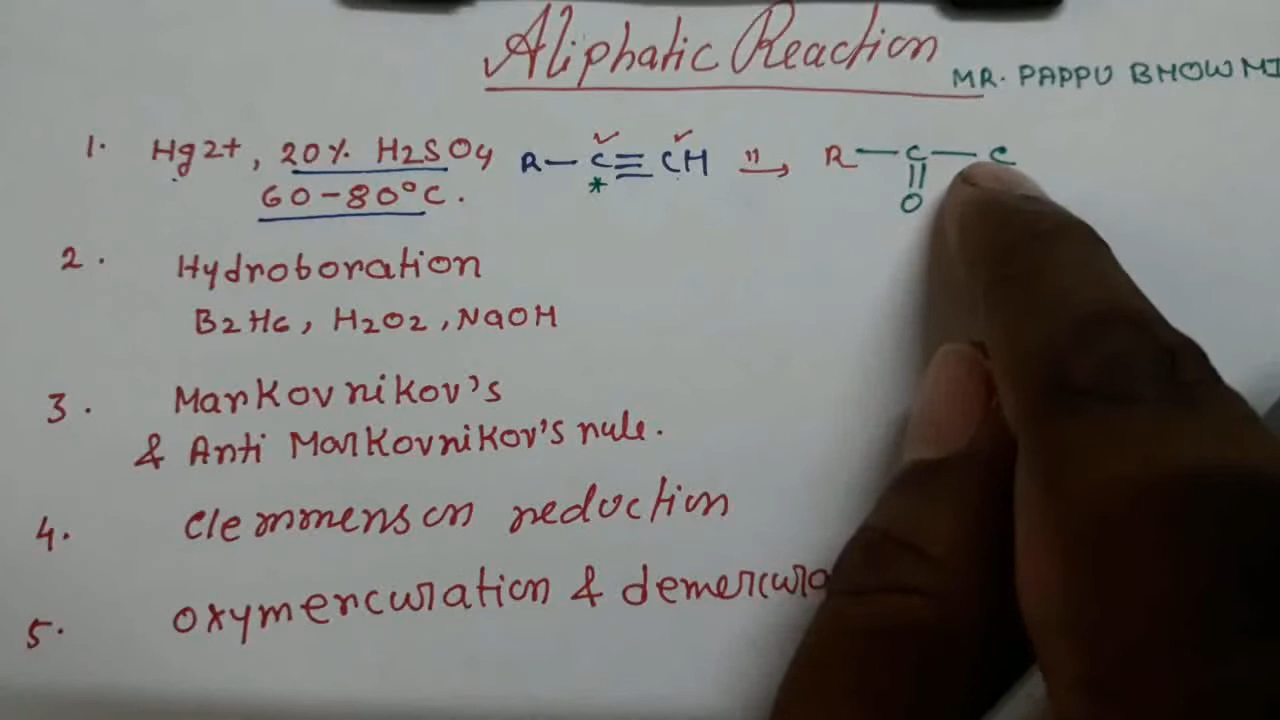 Aliphatic Reaction
MR. PAPPU BHOWMI
1. Hg2+, 20% H2SO4 R-C≡CH "→ R-C-C
* || 
60-80°C. O
2. Hydroboration
B2H6, H2O2, NaOH
3. Markovnikov's
& Anti Markovnikov's rule.
4. Clemmenson reduction
5. oxymercuration & demercura